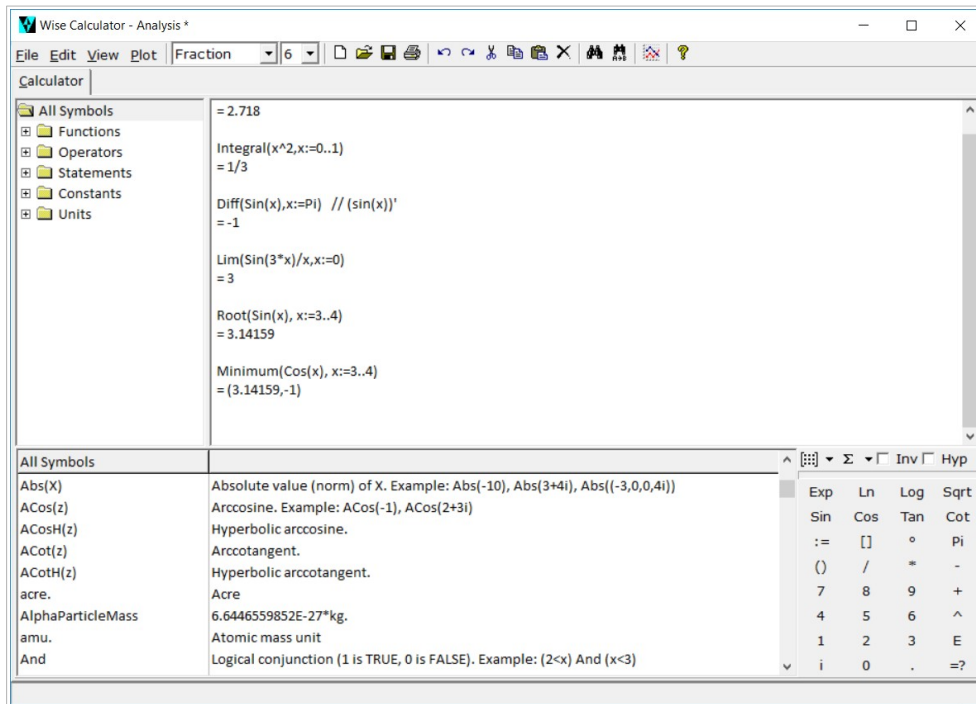 Wise Calculator - Analysis *
File Edit View Plot Fraction 6
Calculator
All Symbols
Functions
Operators
Statements
Constants
Units
= 2.718
Integral(x^2,x:=0..1)
= 1/3
Diff(Sin(x),x:=Pi) // (sin(x))'
= -1
Lim(Sin(3*x)/x,x:=0)
= 3
Root(Sin(x), x:=3..4)
= 3.14159
Minimum(Cos(x), x:=3..4)
= (3.14159,-1)
All Symbols
Abs(X) Absolute value (norm) of X. Example: Abs(-10), Abs(3+4i), Abs((-3,0,0,4i))
ACos(z) Arccosine. Example: ACos(-1), ACos(2+3i)
ACosH(z) Hyperbolic arccosine.
ACot(z) Arccotangent.
ACotH(z) Hyperbolic arccotangent.
acre. Acre
AlphaParticleMass 6.6446559852E-27*kg.
amu. Atomic mass unit
And Logical conjunction (1 is TRUE, 0 is FALSE). Example: (2<x) And (x<3)
Σ Inv Hyp
Exp Ln Log Sqrt
Sin Cos Tan Cot
:= [] ° Pi
() / * -
7 8 9 +
4 5 6 ^
1 2 3 E
i 0 . =?